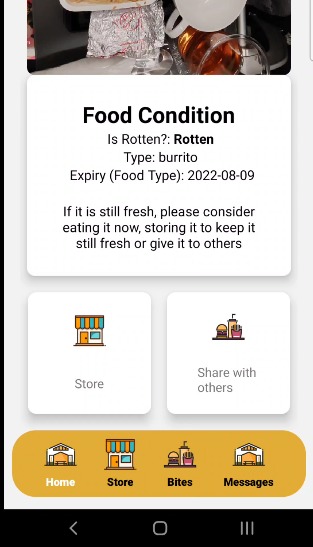 Food Condition
Is Rotten?: Rotten
Type: burrito
Expiry (Food Type): 2022-08-09
If it is still fresh, please consider
eating it now, storing it to keep it
still fresh or give it to others
Store
Share with
others
Home Store Bites Messages